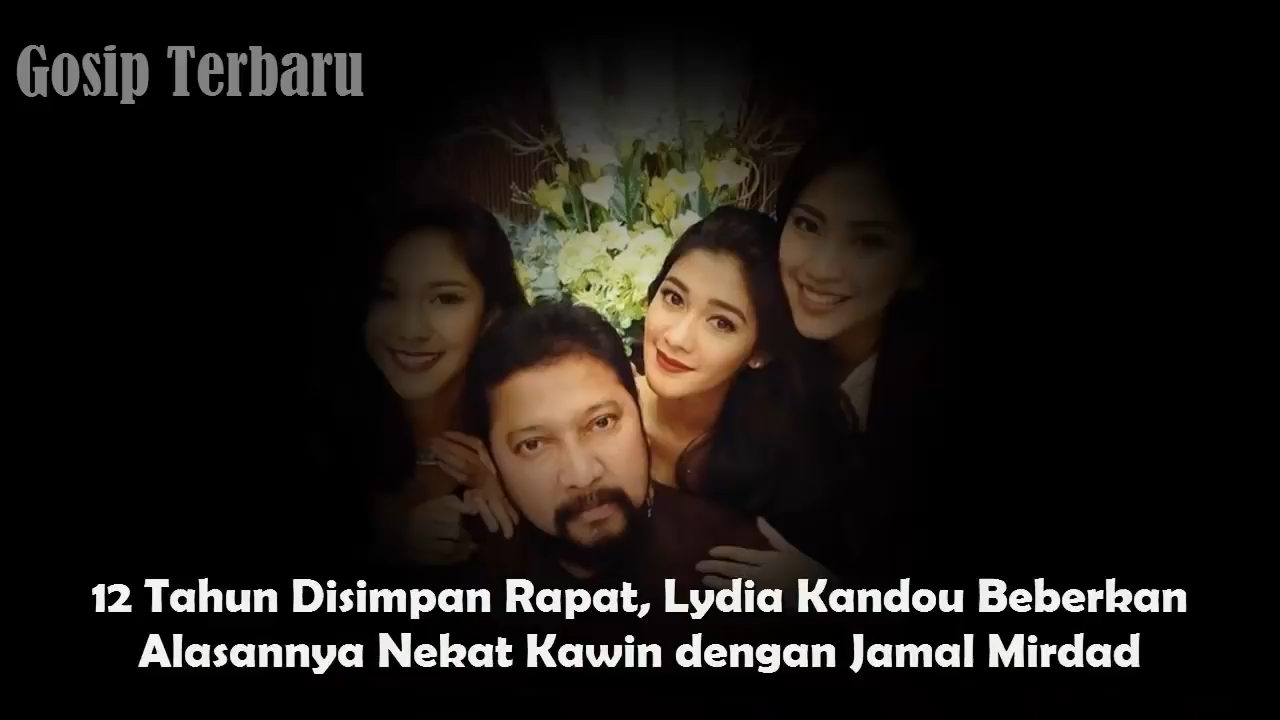 Gosip Terbaru
12 Tahun Disimpan Rapat, Lydia Kandou Beberkan
Alasannya Nekat Kawin dengan Jamal Mirdad